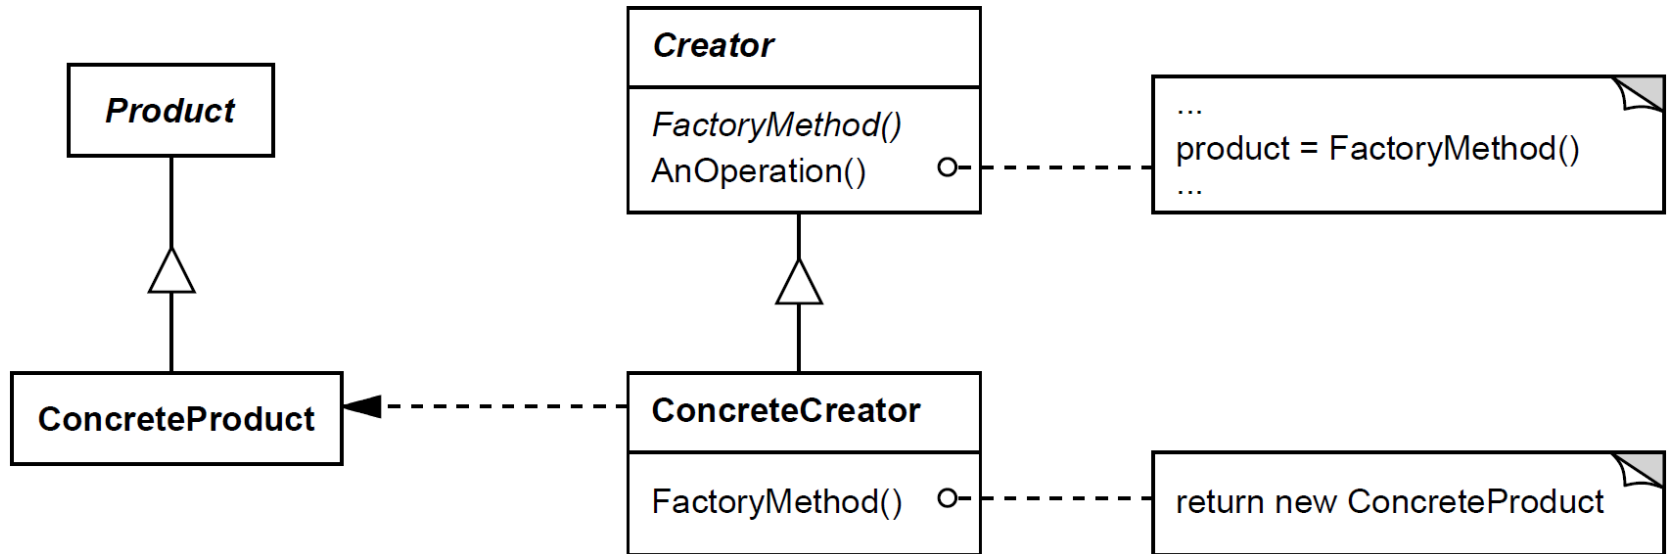 Product
ConcreteProduct
Creator
FactoryMethod()
AnOperation()
...
product = FactoryMethod()
...
ConcreteCreator
FactoryMethod()
return new ConcreteProduct